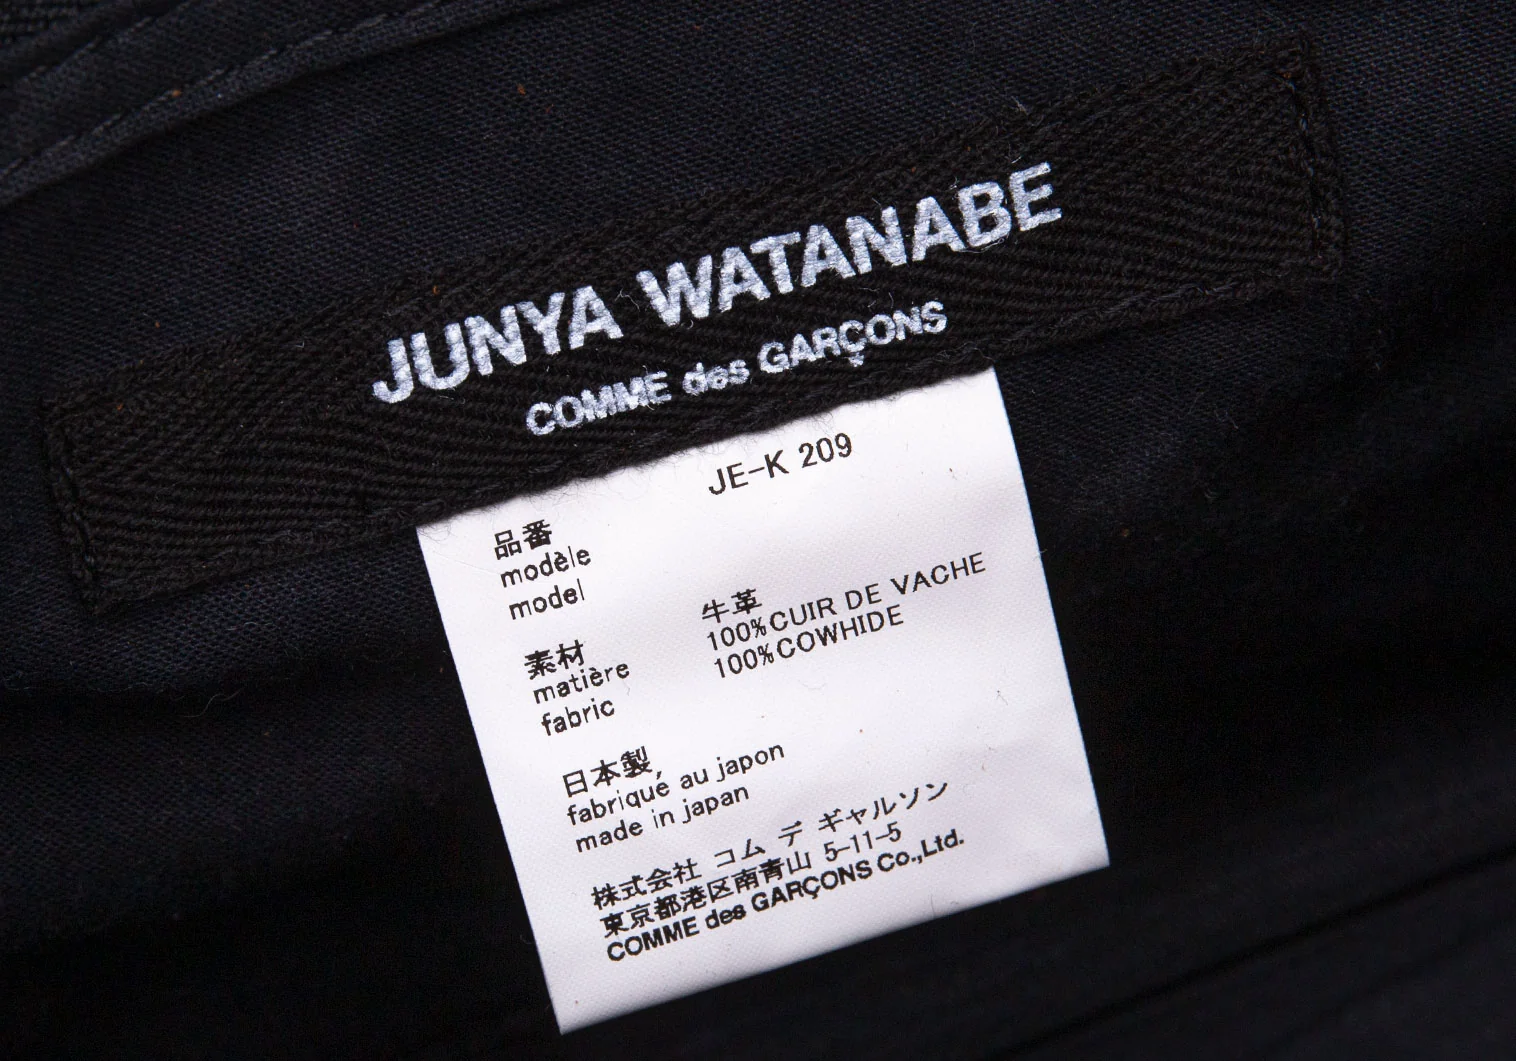 JUNYA WATANABE
COMME des GARÇONS
JE-K 209
品番
modèle
model
素材
matière
fabric
牛革
100%CUIR DE VACHE
100%COWHIDE
日本製,
fabrique au japon
made in japan
株式会社 コム デ ギャルソン
東京都港区南青山 5-11-5
COMME des GARÇONS Co.,Ltd.